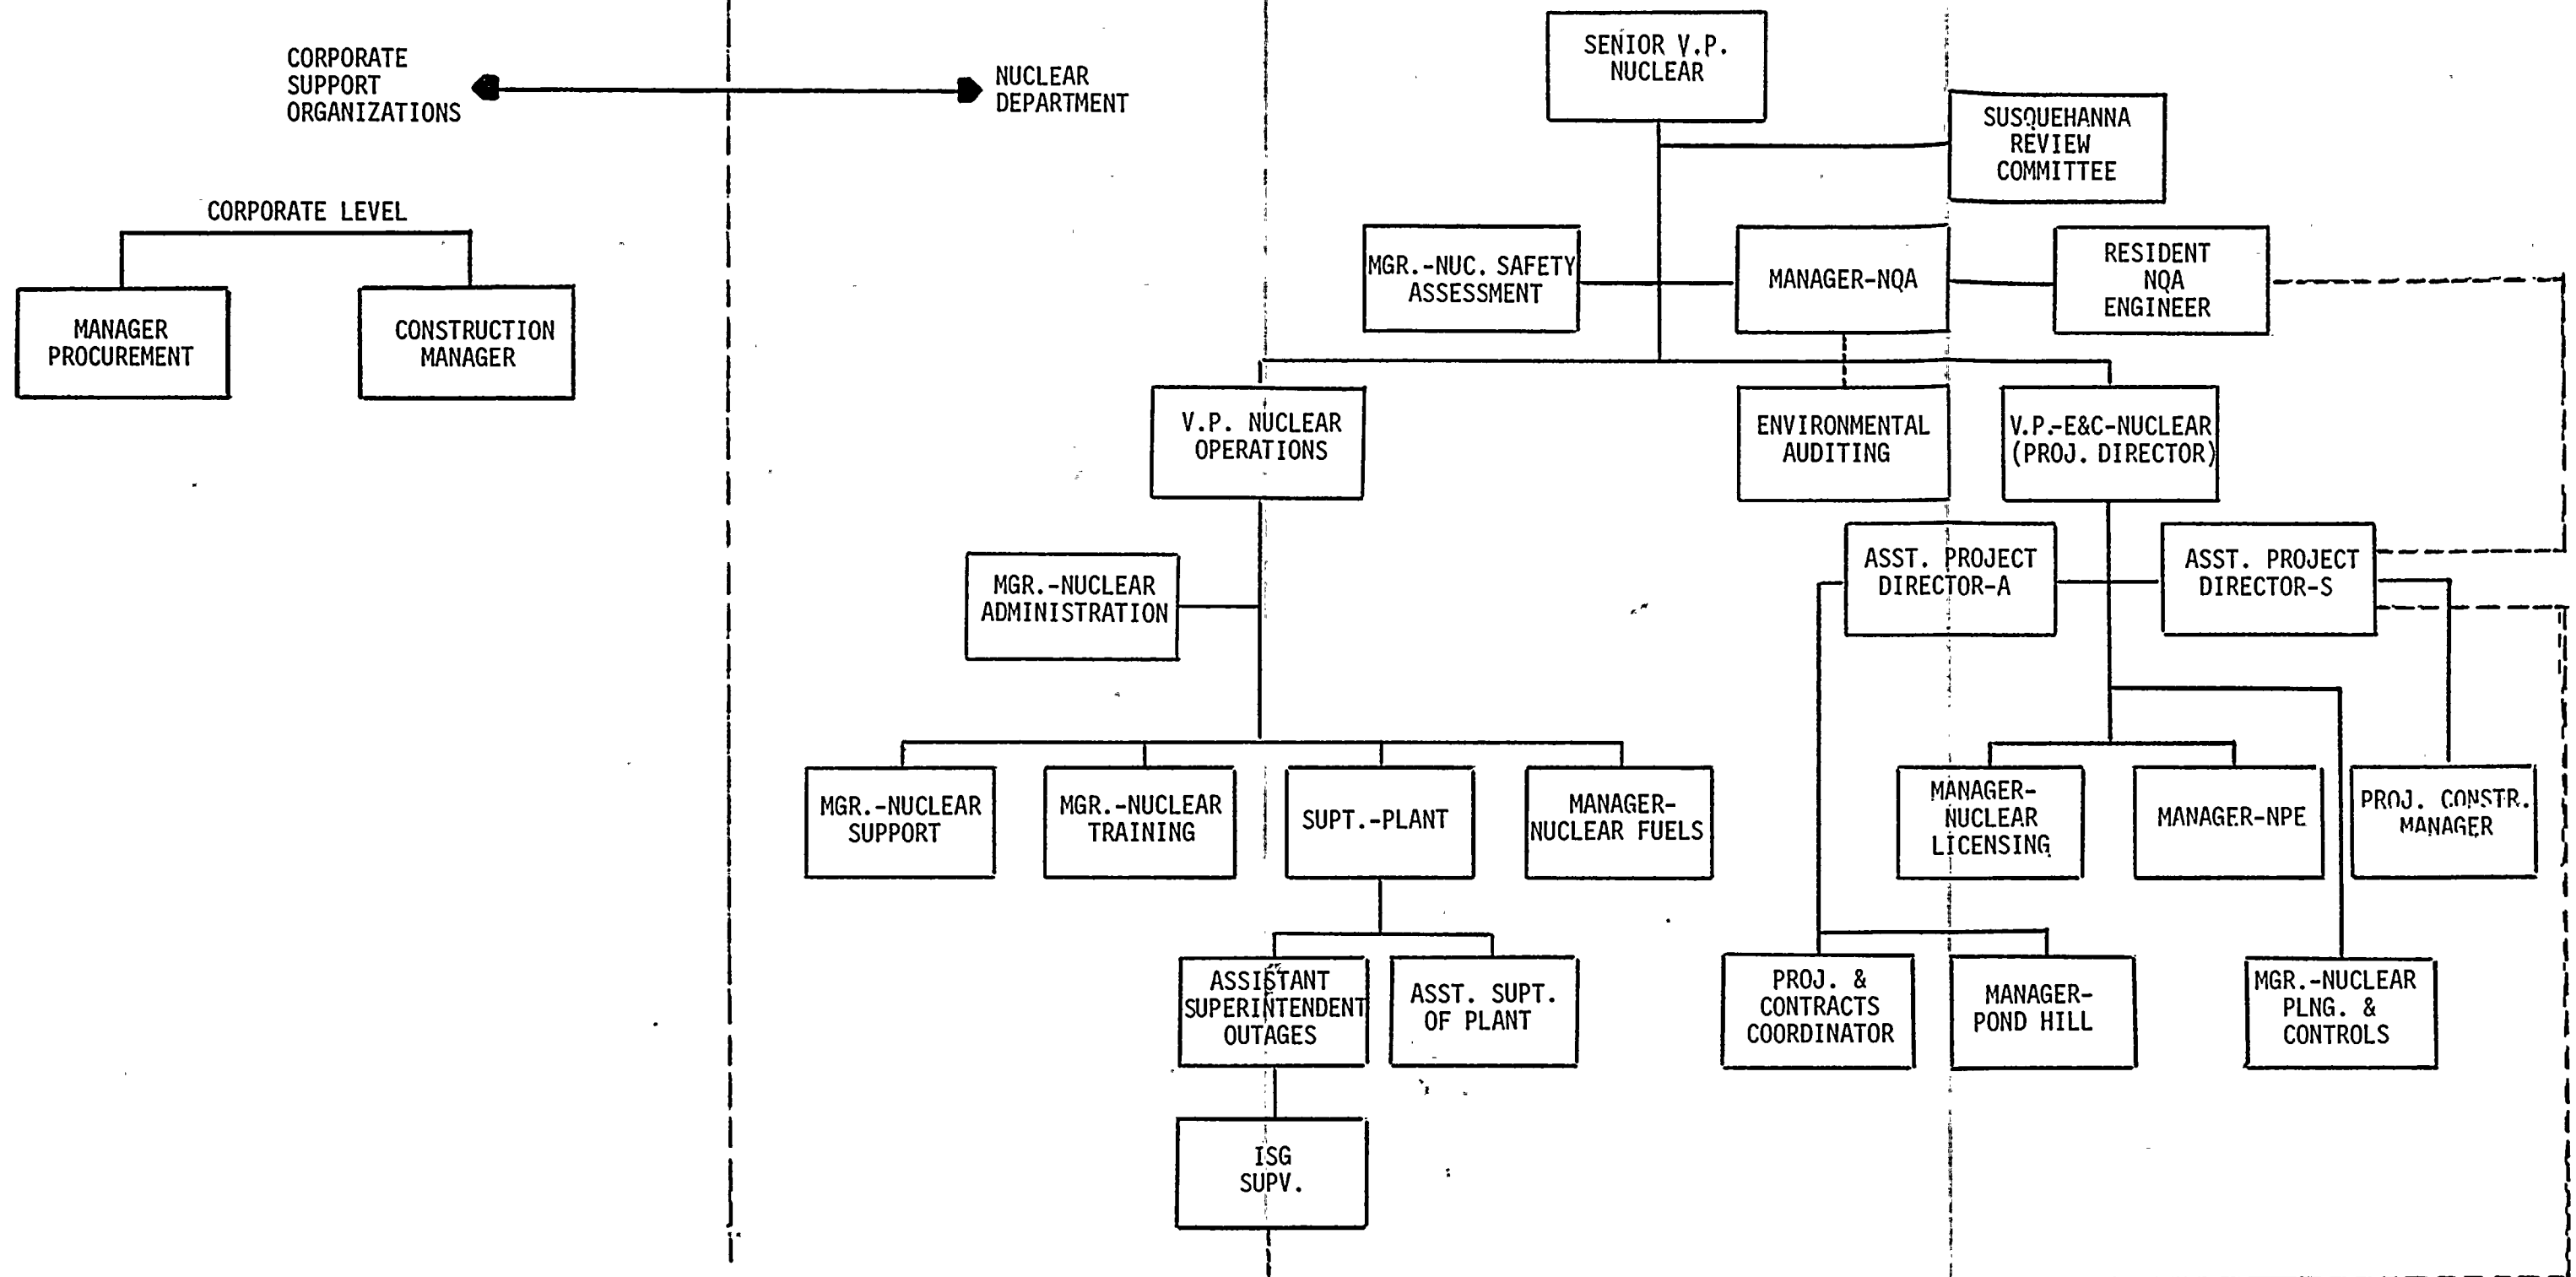 CORPORATE
SUPPORT
ORGANIZATIONS
NUCLEAR
DEPARTMENT
SENIOR V.P.
NUCLEAR
SUSQUEHANNA
REVIEW
COMMITTEE
CORPORATE LEVEL
MANAGER
PROCUREMENT
CONSTRUCTION
MANAGER
MGR.-NUC. SAFETY
ASSESSMENT
MANAGER-NQA
RESIDENT
NQA
ENGINEER
V.P. NUCLEAR
OPERATIONS
ENVIRONMENTAL
AUDITING
V.P.-E&C-NUCLEAR
(PROJ. DIRECTOR)
MGR.-NUCLEAR
ADMINISTRATION
ASST. PROJECT
DIRECTOR-A
ASST. PROJECT
DIRECTOR-S
MGR.-NUCLEAR
SUPPORT
MGR.-NUCLEAR
TRAINING
SUPT.-PLANT
MANAGER-
NUCLEAR FUELS
MANAGER-
NUCLEAR
LICENSING
MANAGER-NPE
PROJ. CONSTR.
MANAGER
ASSISTANT
SUPERINTENDENT
OUTAGES
ASST. SUPT.
OF PLANT
PROJ. &
CONTRACTS
COORDINATOR
MANAGER-
POND HILL
MGR.-NUCLEAR
PLNG. &
CONTROLS
ISG
SUPV.